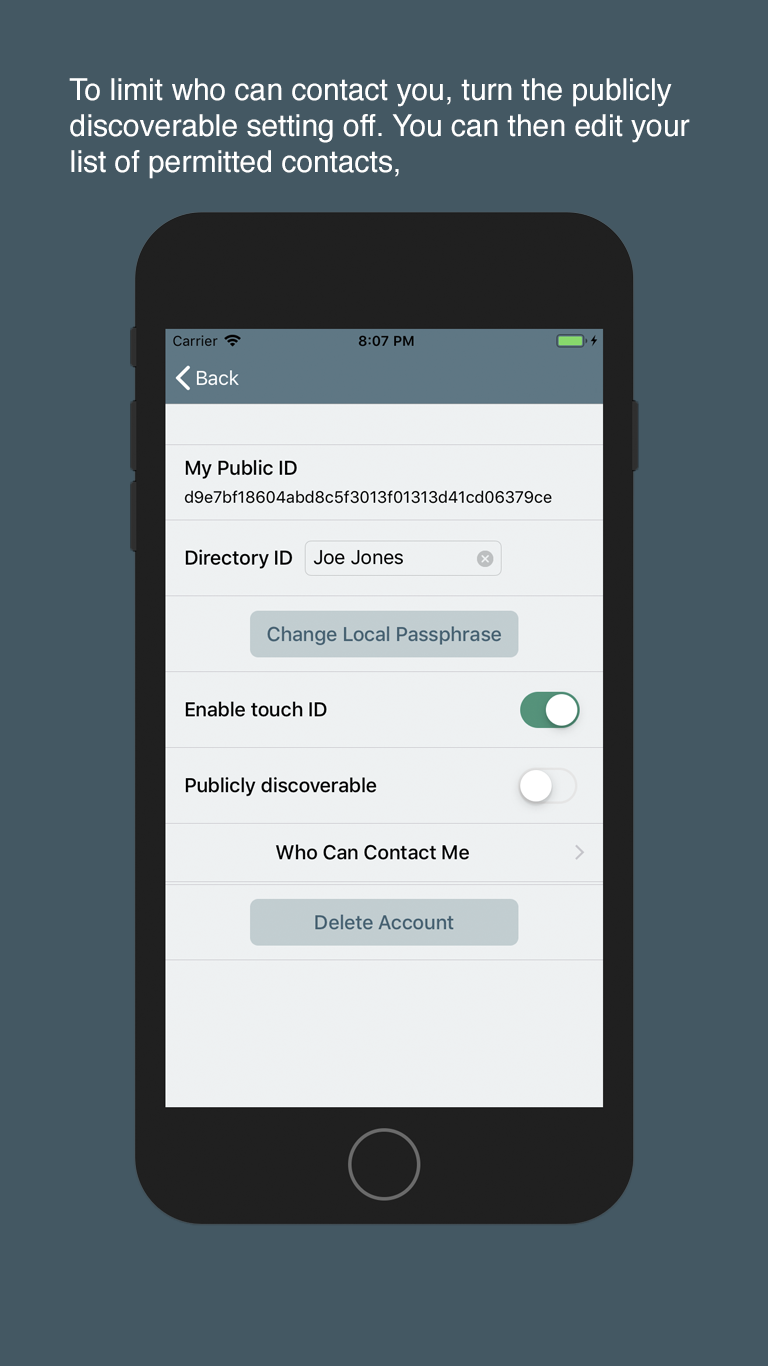 To limit who can contact you, turn the publicly
discoverable setting off. You can then edit your
list of permitted contacts,
Carrier 8:07 PM
Back
My Public ID
d9e7bf18604abd8c5f3013f01313d41cd06379ce
Directory ID Joe Jones
Change Local Passphrase
Enable touch ID
Publicly discoverable
Who Can Contact Me
Delete Account